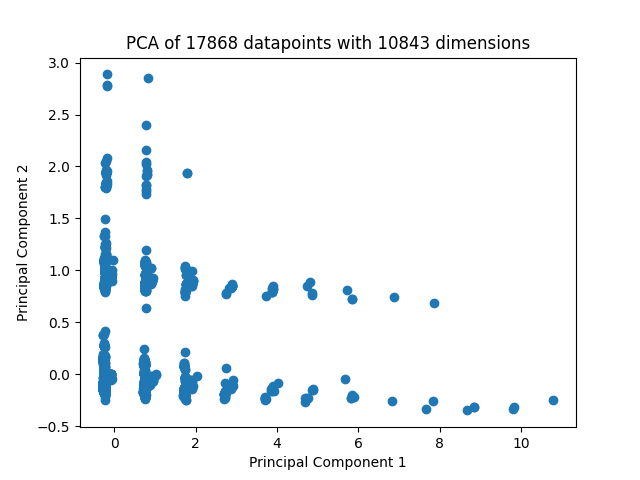 PCA of 17868 datapoints with 10843 dimensions
3.0
2.5
2.0
1.5
1.0
0.5
0.0
−0.5
Principal Component 2
0 2 4 6 8 10
Principal Component 1